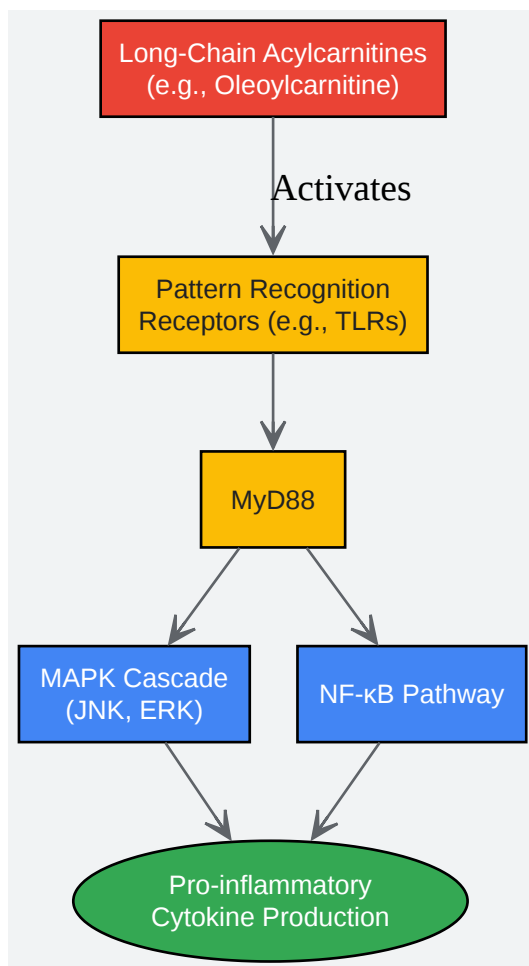 Long-Chain Acylcarnitines
(e.g., Oleoylcarnitine)
Activates
Pattern Recognition
Receptors (e.g., TLRs)
MyD88
MAPK Cascade
(JNK, ERK)
NF-κB Pathway
Pro-inflammatory
Cytokine Production